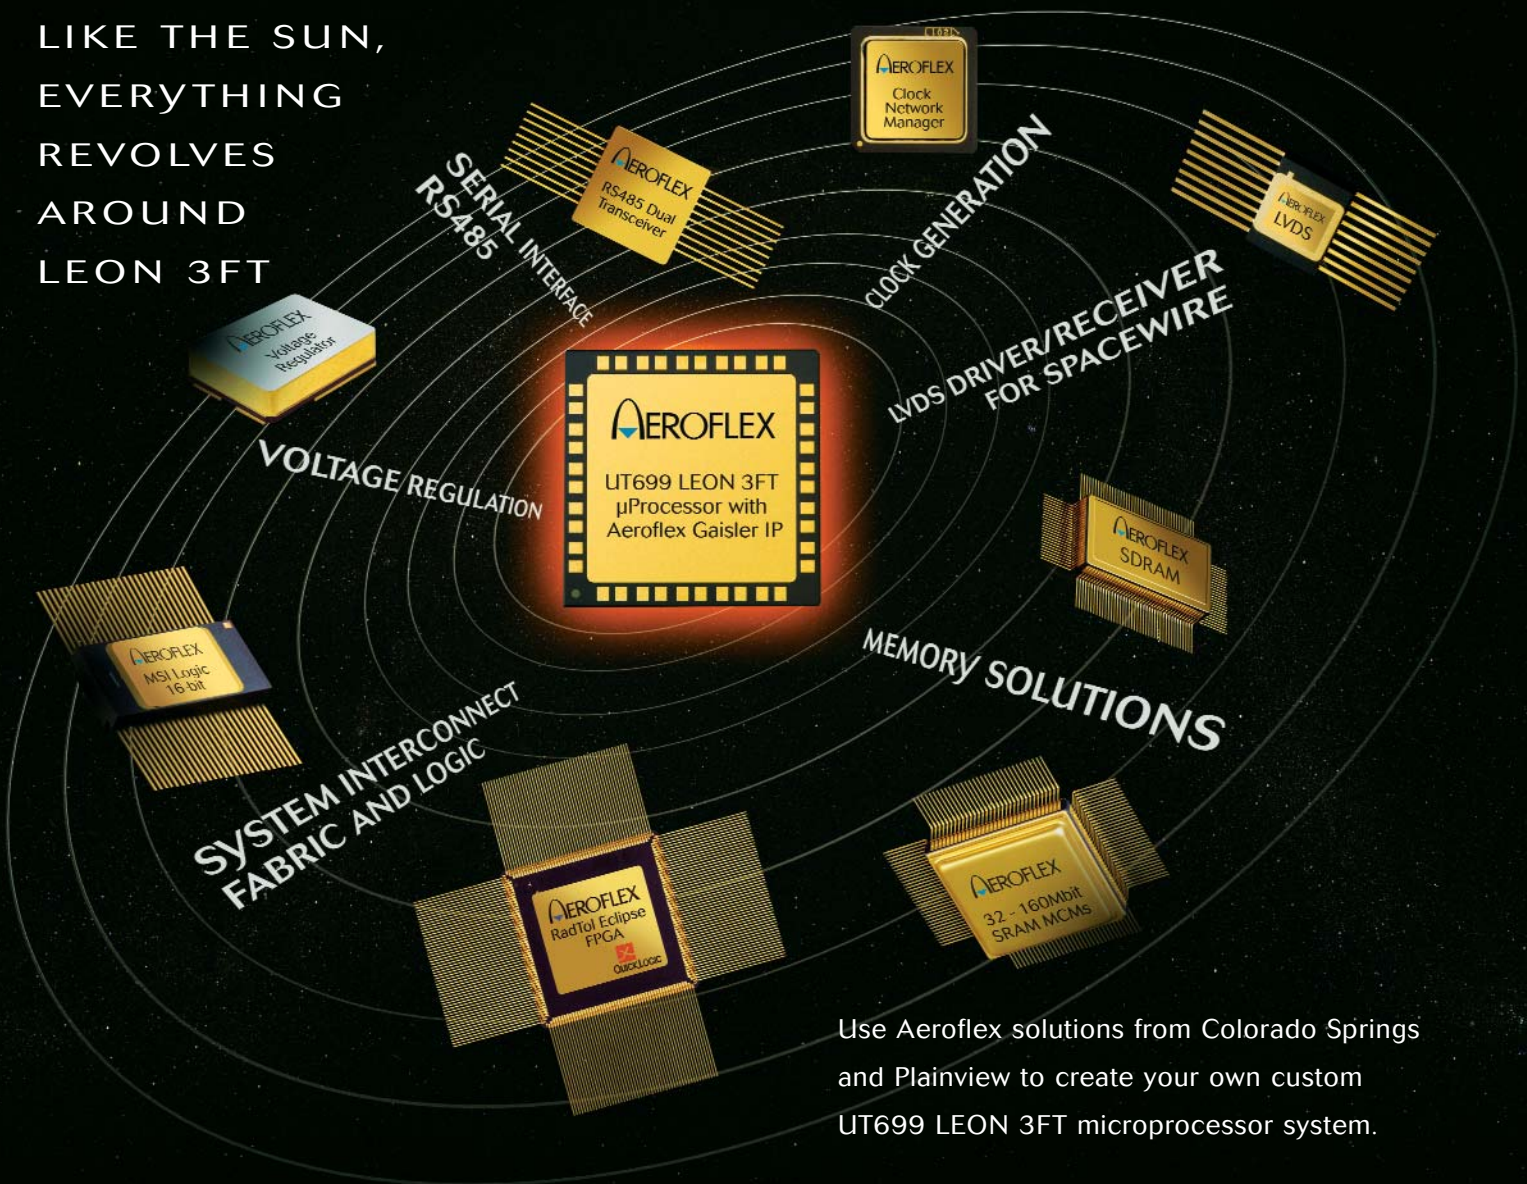 LIKE THE SUN,
EVERYTHING
REVOLVES
AROUND
LEON 3FT
AEROFLEX
Clock
Network
Manager
AEROFLEX
RS485 Dual
Transceiver
SERIAL INTERFACE
RS485
CLOCK GENERATION
AEROFLEX
LVDS
LVDS DRIVER/RECEIVER
FOR SPACEWIRE
AEROFLEX
Voltage
Regulator
VOLTAGE REGULATION
AEROFLEX
UT699 LEON 3FT
µProcessor with
Aeroflex Gaisler IP
AEROFLEX
SDRAM
MEMORY SOLUTIONS
AEROFLEX
MSI Logic
16-bit
SYSTEM INTERCONNECT
FABRIC AND LOGIC
AEROFLEX
RadTol Eclipse
FPGA
QUICKLOGIC
AEROFLEX
32 - 160Mbit
SRAM MCMs
Use Aeroflex solutions from Colorado Springs
and Plainview to create your own custom
UT699 LEON 3FT microprocessor system.